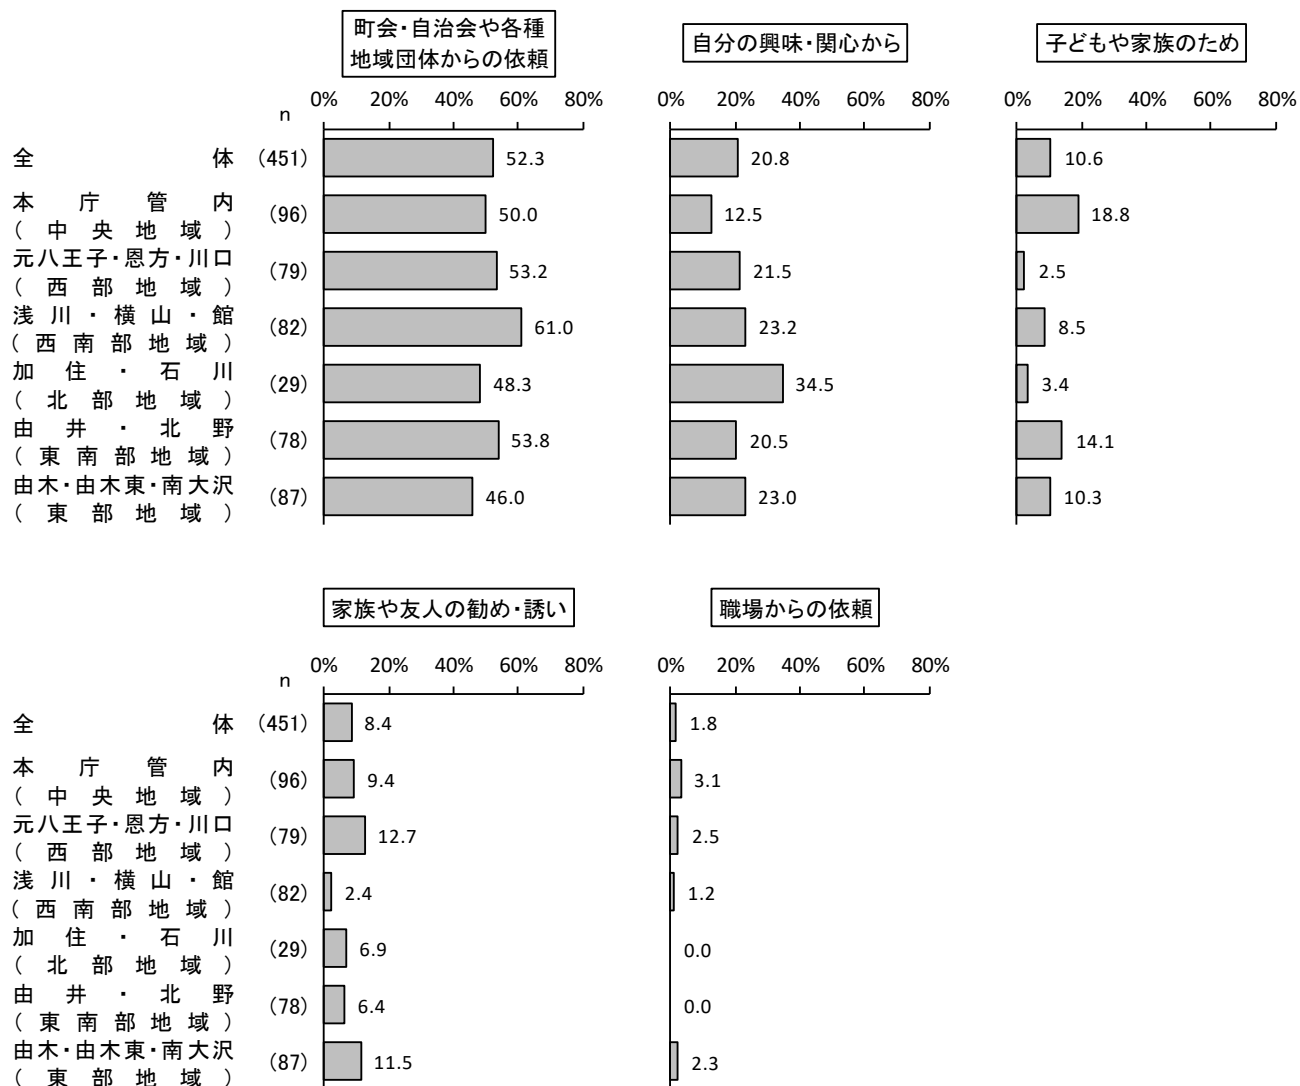 町会・自治会や各種
地域団体からの依頼
自分の興味・関心から
子どもや家族のため
0% 20% 40% 60% 80% 0% 20% 40% 60% 80% 0% 20% 40% 60% 80%
n
全体 (451) 52.3 20.8 10.6
本庁管内
(中央地域) (96) 50.0 12.5 18.8
元八王子・恩方・川口
(西部地域) (79) 53.2 21.5 2.5
浅川・横山・館
(西南部地域) (82) 61.0 23.2 8.5
加住・石川
(北部地域) (29) 48.3 34.5 3.4
由井・北野
(東南部地域) (78) 53.8 20.5 14.1
由木・由木東・南大沢
(東部地域) (87) 46.0 23.0 10.3
家族や友人の勧め・誘い
職場からの依頼
0% 20% 40% 60% 80% 0% 20% 40% 60% 80%
n
全体 (451) 8.4 1.8
本庁管内
(中央地域) (96) 9.4 3.1
元八王子・恩方・川口
(西部地域) (79) 12.7 2.5
浅川・横山・館
(西南部地域) (82) 2.4 1.2
加住・石川
(北部地域) (29) 6.9 0.0
由井・北野
(東南部地域) (78) 6.4 0.0
由木・由木東・南大沢
(東部地域) (87) 11.5 2.3